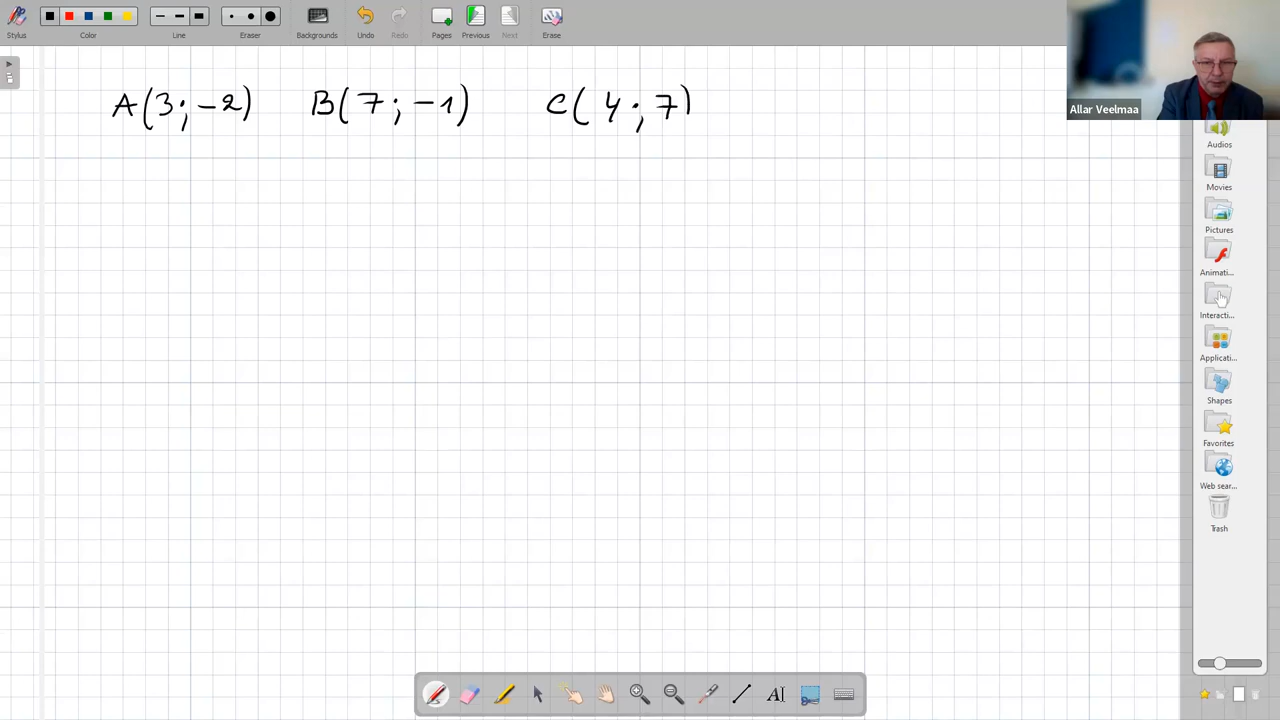 Stylus Color Line Eraser Backgrounds Undo Redo Pages Previous Next Erase
A(3;-2) B(7;-1) C(4;7)
Allar Veelmaa
Audios
Movies
Pictures
Animati...
Interacti...
Applicati...
Shapes
Favorites
Web sear...
Trash
AI